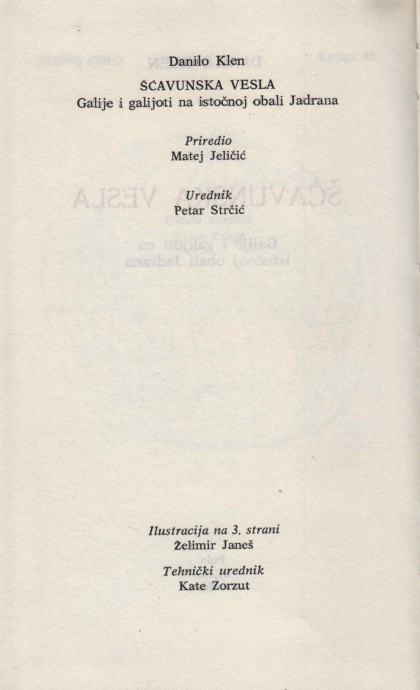 Danilo Klen
ŠĆAVUNSKA VESLA
Galije i galijoti na istočnoj obali Jadrana
Priredio
Matej Jeličić
Urednik
Petar Strčić
Ilustracija na 3. strani
Želimir Janeš
Tehnički urednik
Kate Zorzut